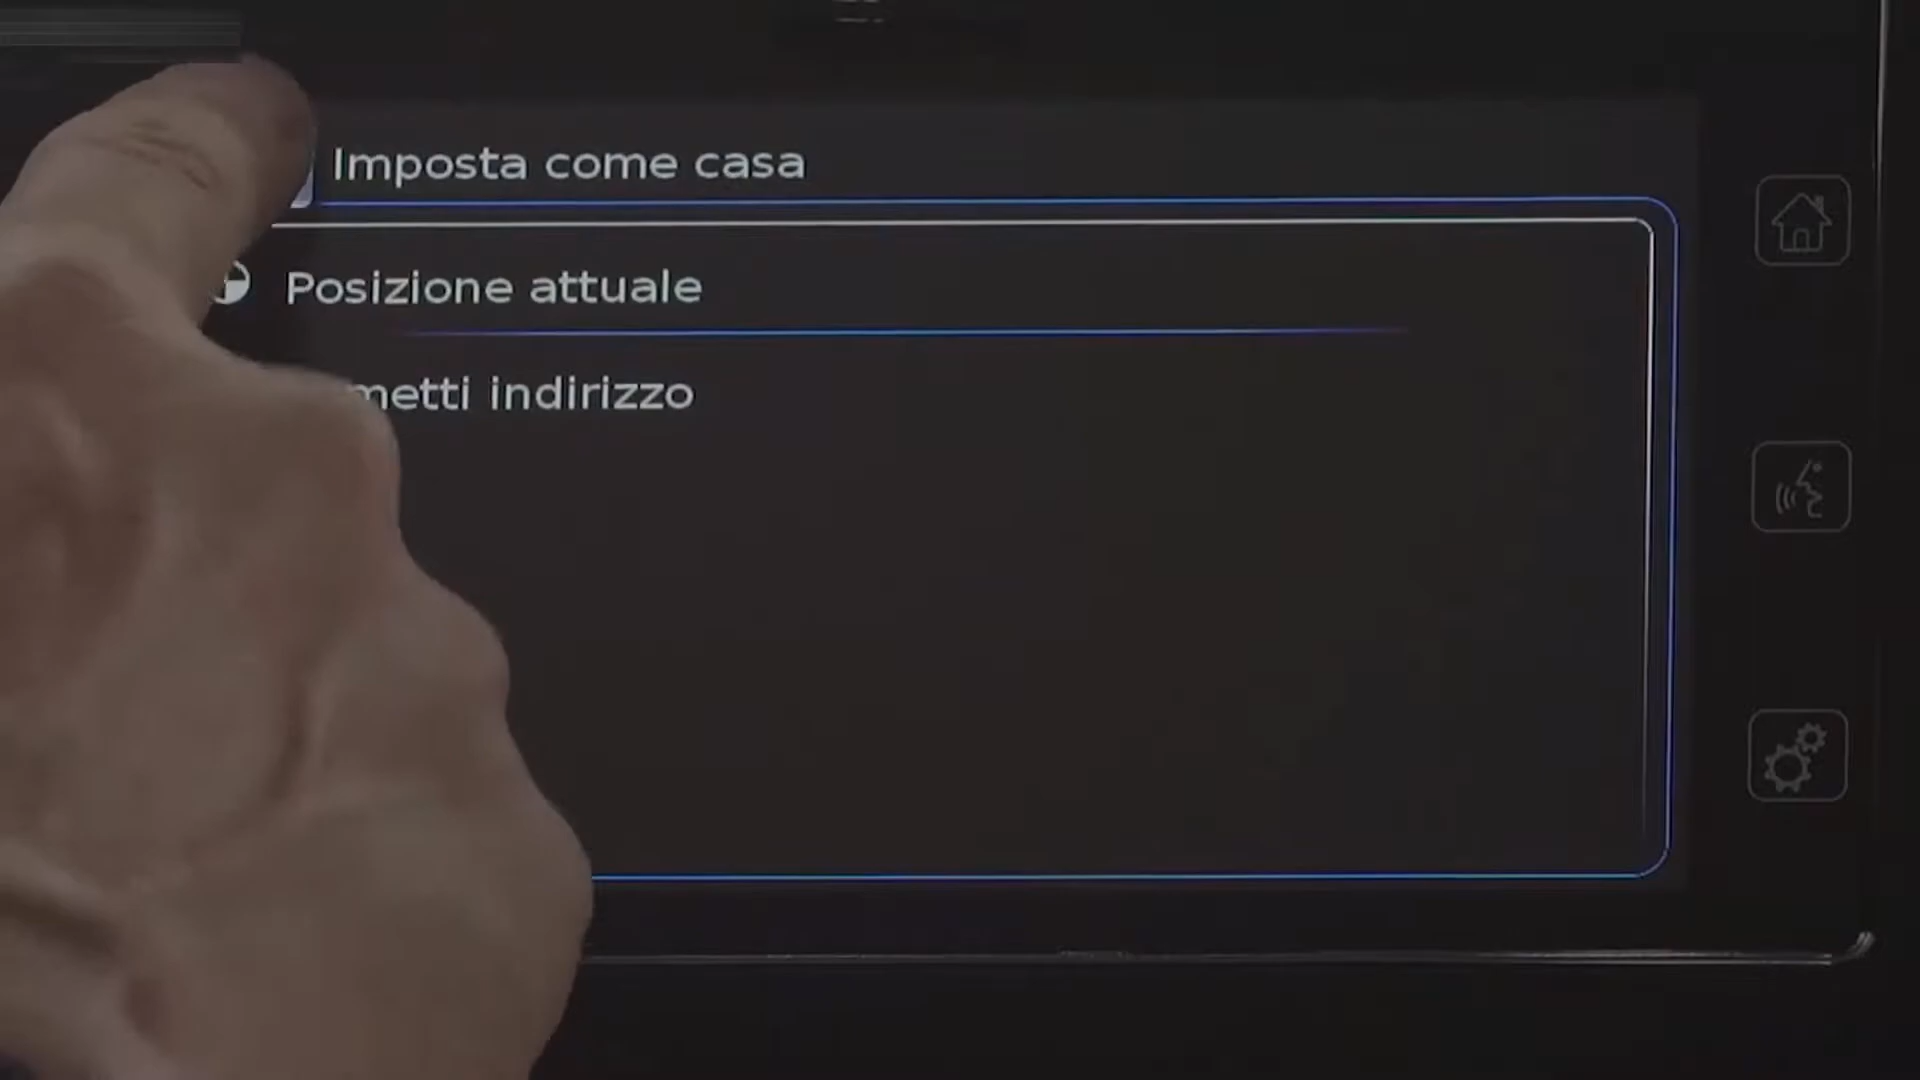 Imposta come casa
Posizione attuale
metti indirizzo